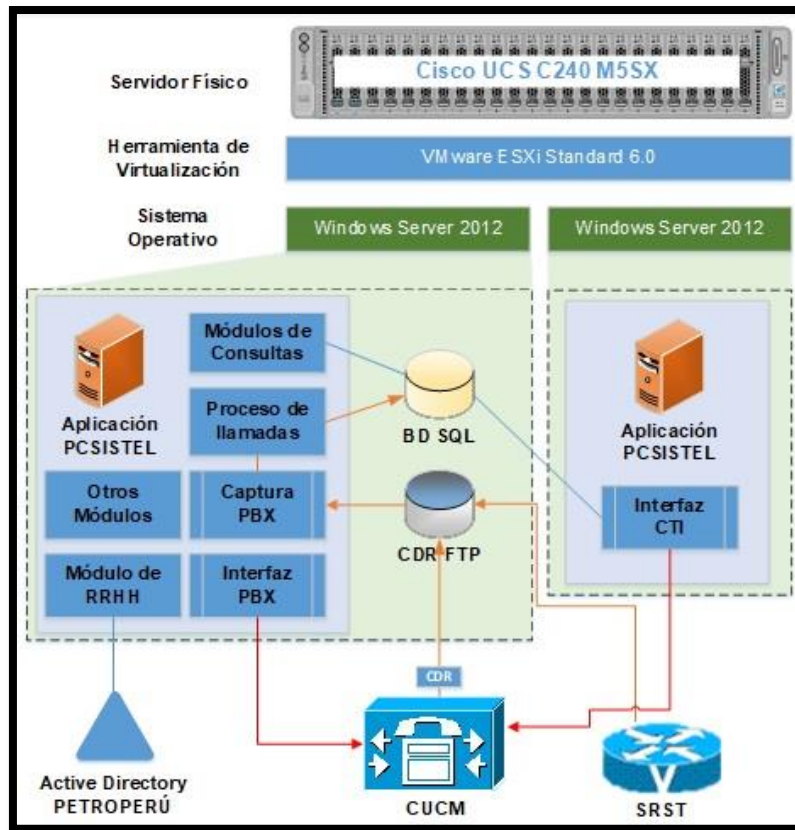 Servidor Físico
Cisco UCS C240 M5SX
Herramienta de
Virtualización
VMware ESXi Standard 6.0
Sistema
Operativo
Windows Server 2012
Windows Server 2012
Aplicación
PCSISTEL
Módulos de
Consultas
Proceso de
llamadas
BD SQL
Otros
Módulos
Captura
PBX
CDR FTP
Módulo de
RRHH
Interfaz
PBX
Aplicación
PCSISTEL
Interfaz
CTI
CDR
Active Directory
PETROPERÚ
CUCM
V
SRST